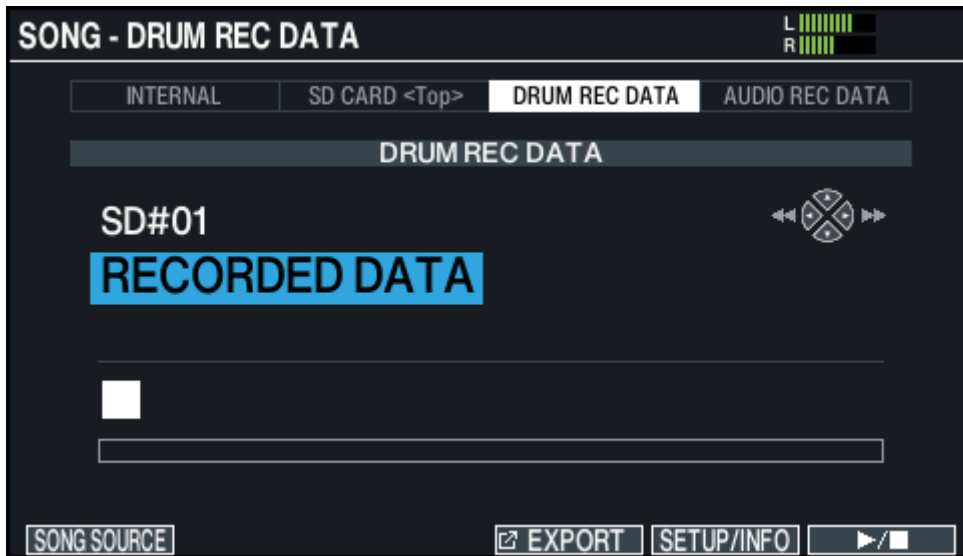 SONG - DRUM REC DATA
L
R
INTERNAL SD CARD <Top> DRUM REC DATA AUDIO REC DATA
DRUM REC DATA
SD#01
RECORDED DATA
SONG SOURCE EXPORT SETUP/INFO ►/■